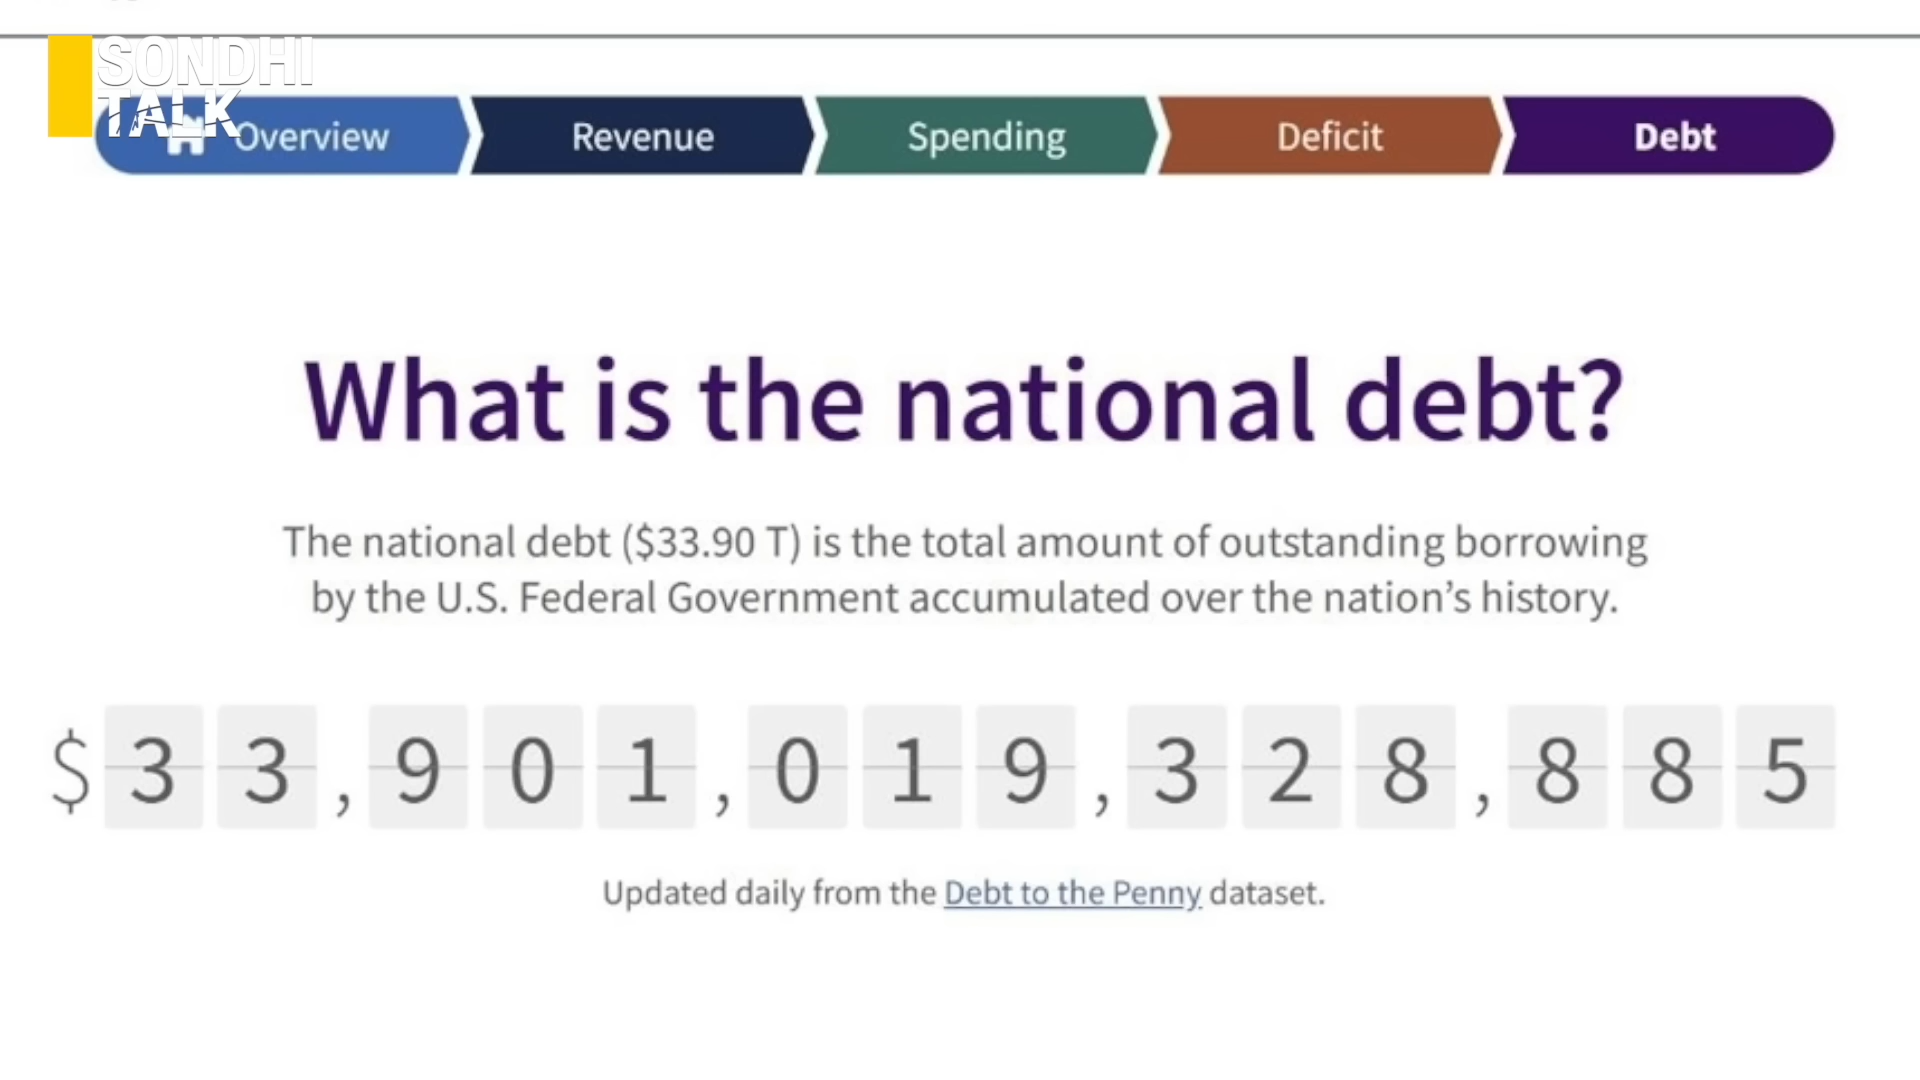 SONDHI
TALK
Overview
Revenue
Spending
Deficit
Debt
What is the national debt?
The national debt ($33.90 T) is the total amount of outstanding borrowing
by the U.S. Federal Government accumulated over the nation’s history.
$33,901,019,328,885
Updated daily from the Debt to the Penny dataset.